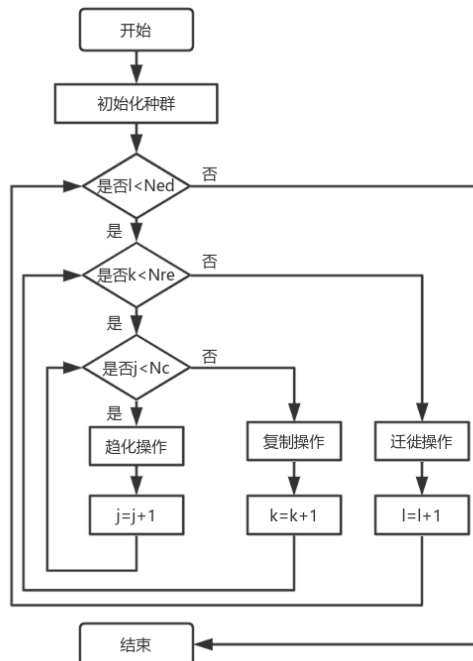 开始
初始化种群
是否l<Ned
否
是
是否k<Nre
否
是
是否j<Nc
否
是
趋化操作
复制操作
迁徙操作
j=j+1
k=k+1
l=l+1
结束